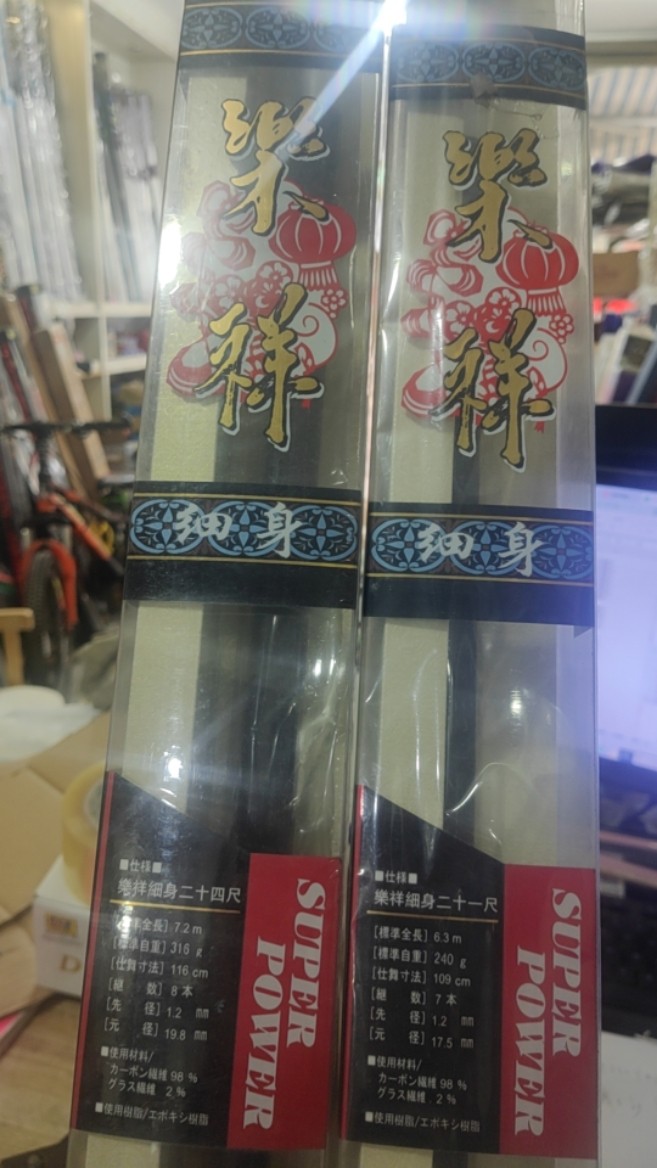 樂祥
细身
■仕様■
樂祥細身二十四尺
[標準全長] 7.2 m
[標準自重] 316 g
[仕舞寸法] 116 cm
[継 数] 8 本
[先 径] 1.2 mm
[元 径] 19.8 mm
■使用材料/
カーボン繊維 98 %
グラス繊維 2 %
■使用樹脂/エポキシ樹脂
SUPER
POWER
樂祥
细身
■仕様■
樂祥細身二十一尺
[標準全長] 6.3 m
[標準自重] 240 g
[仕舞寸法] 109 cm
[継 数] 7 本
[先 径] 1.2 mm
[元 径] 17.5 mm
■使用材料/
カーボン繊維 98 %
グラス繊維 2 %
■使用樹脂/エポキシ樹脂
SUPER
POWER